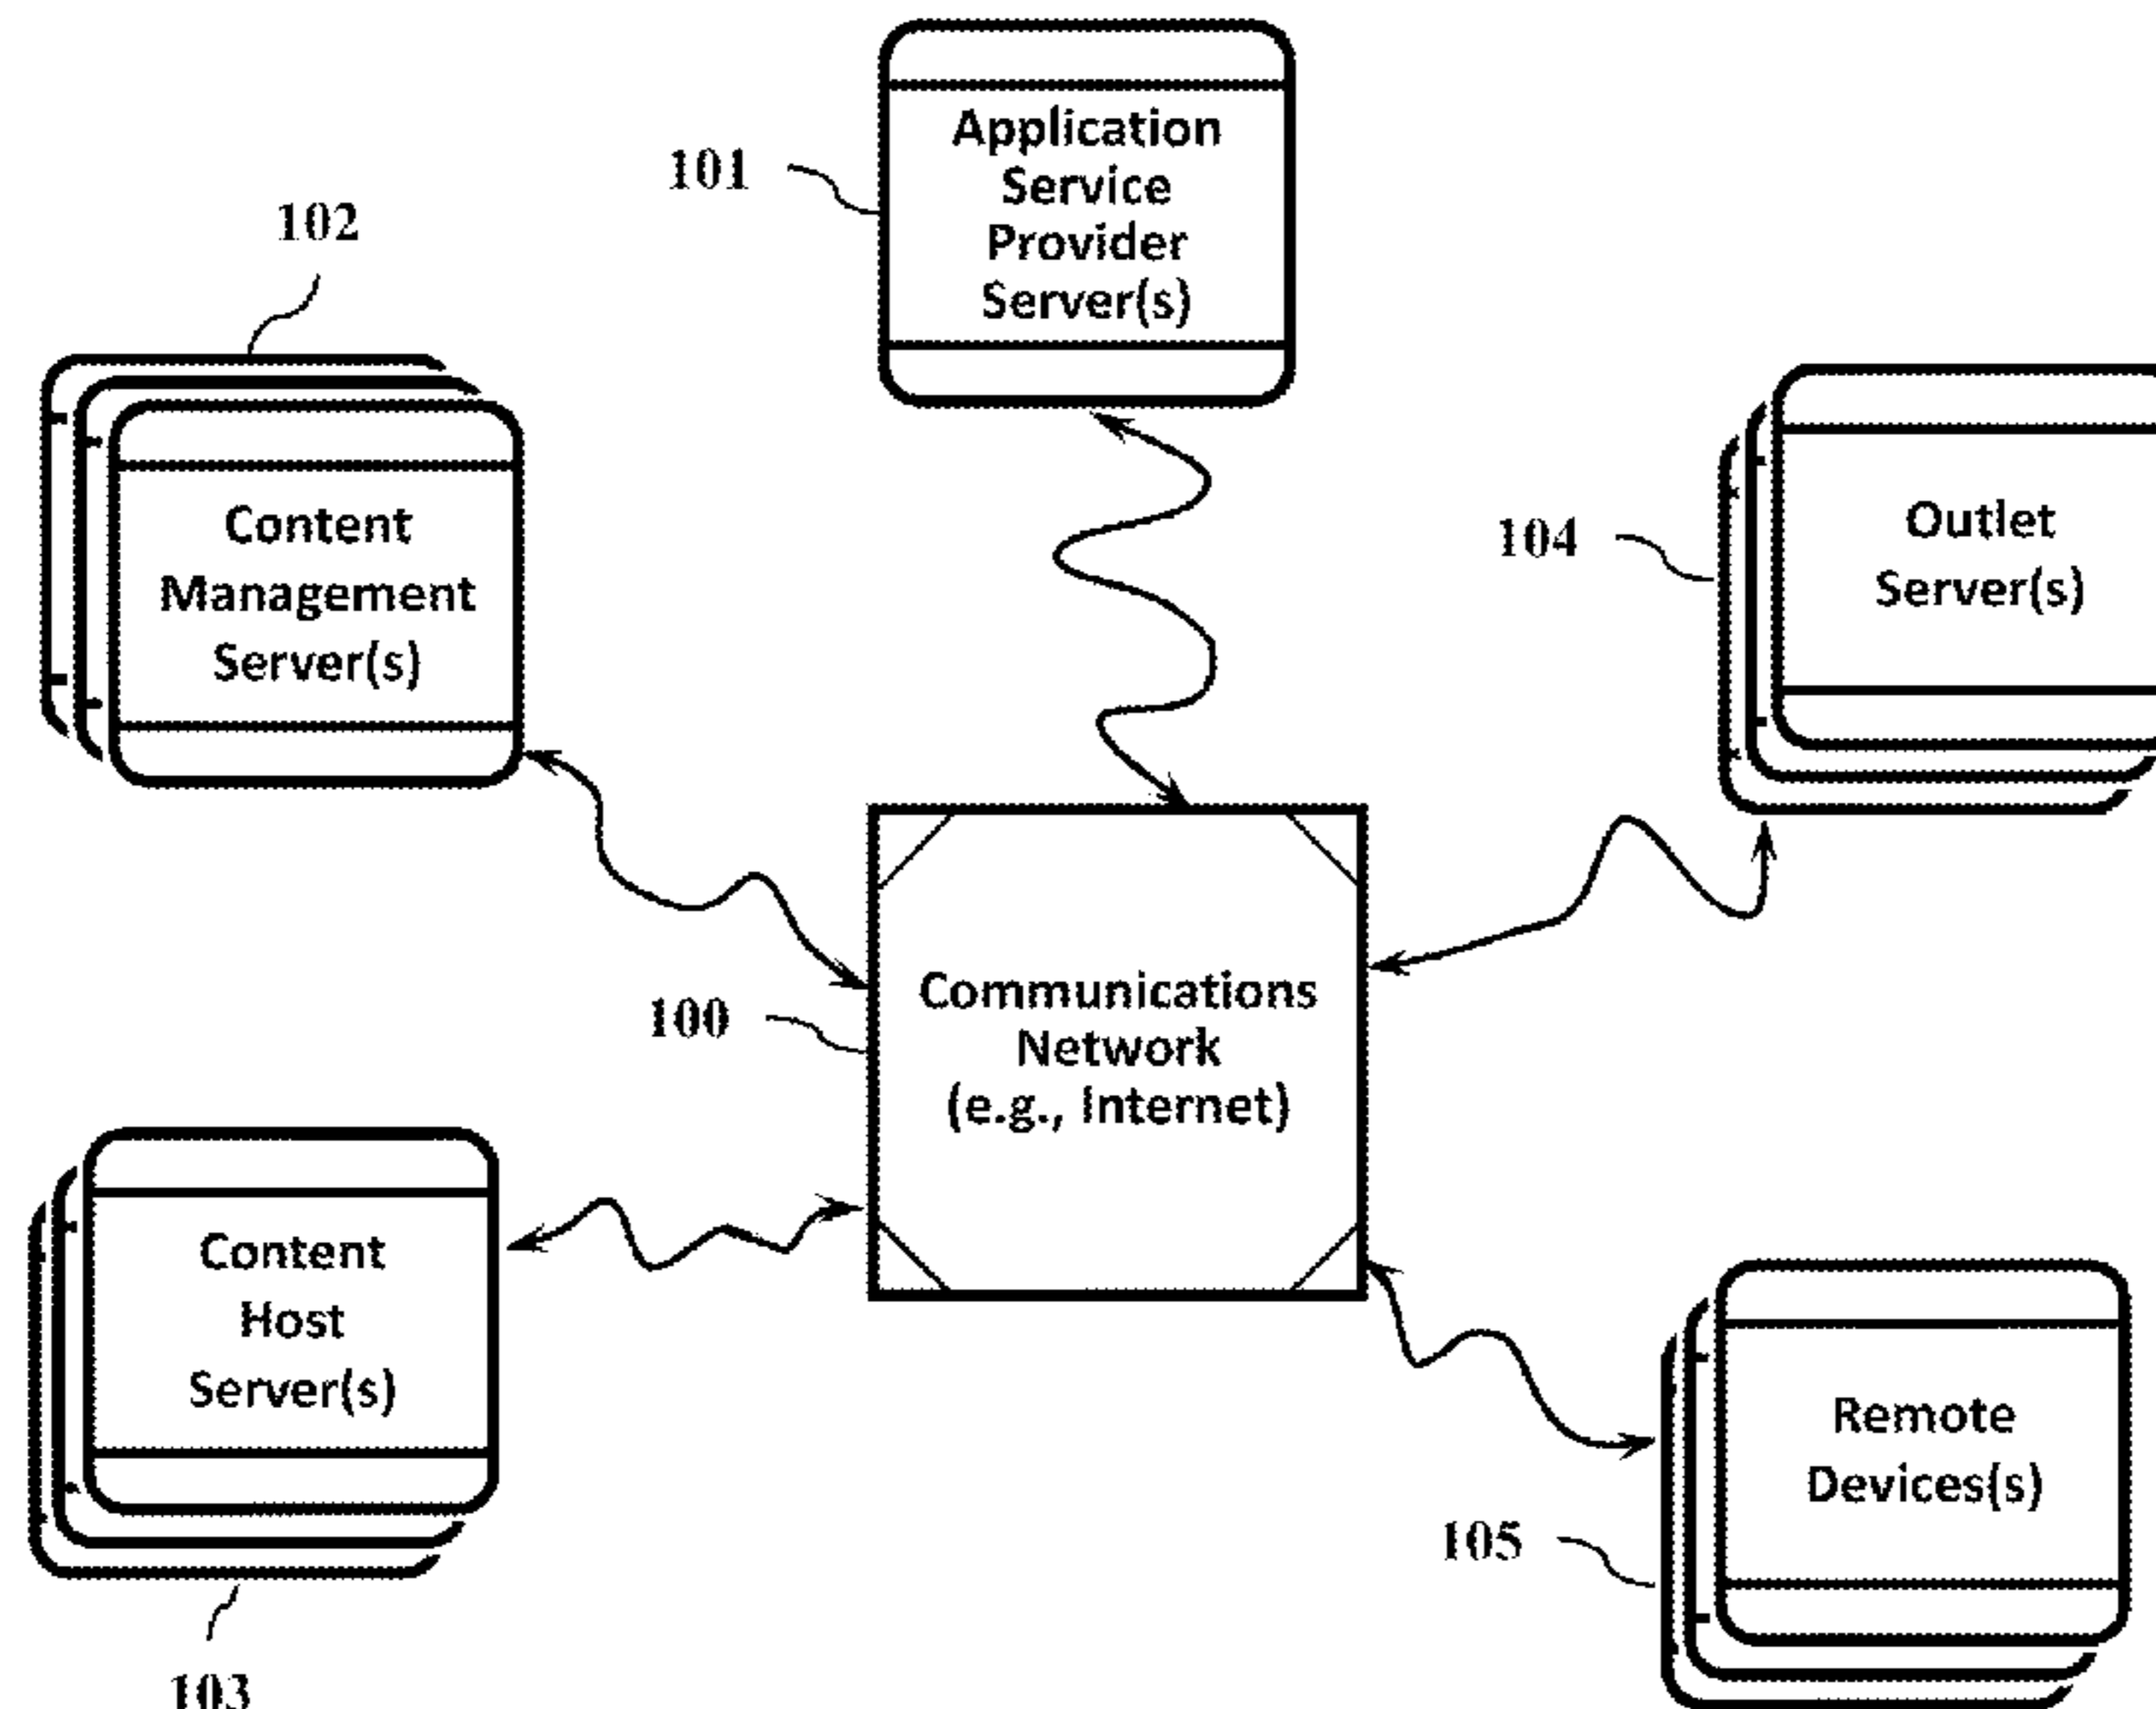 101
Application
Service
Provider
Server(s)
102
Content
Management
Server(s)
104
Outlet
Server(s)
100
Communications
Network
(e.g., Internet)
Content
Host
Server(s)
103
Remote
Devices(s)
105